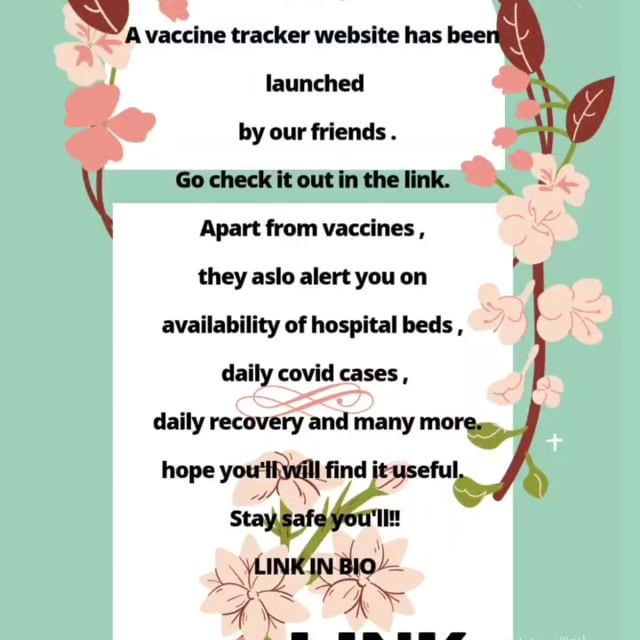 A vaccine tracker website has been
launched
by our friends .
Go check it out in the link.
Apart from vaccines ,
they aslo alert you on
availability of hospital beds ,
daily covid cases ,
daily recovery and many more.
hope you'll will find it useful.
Stay safe you'll!!
LINK IN BIO
LINK